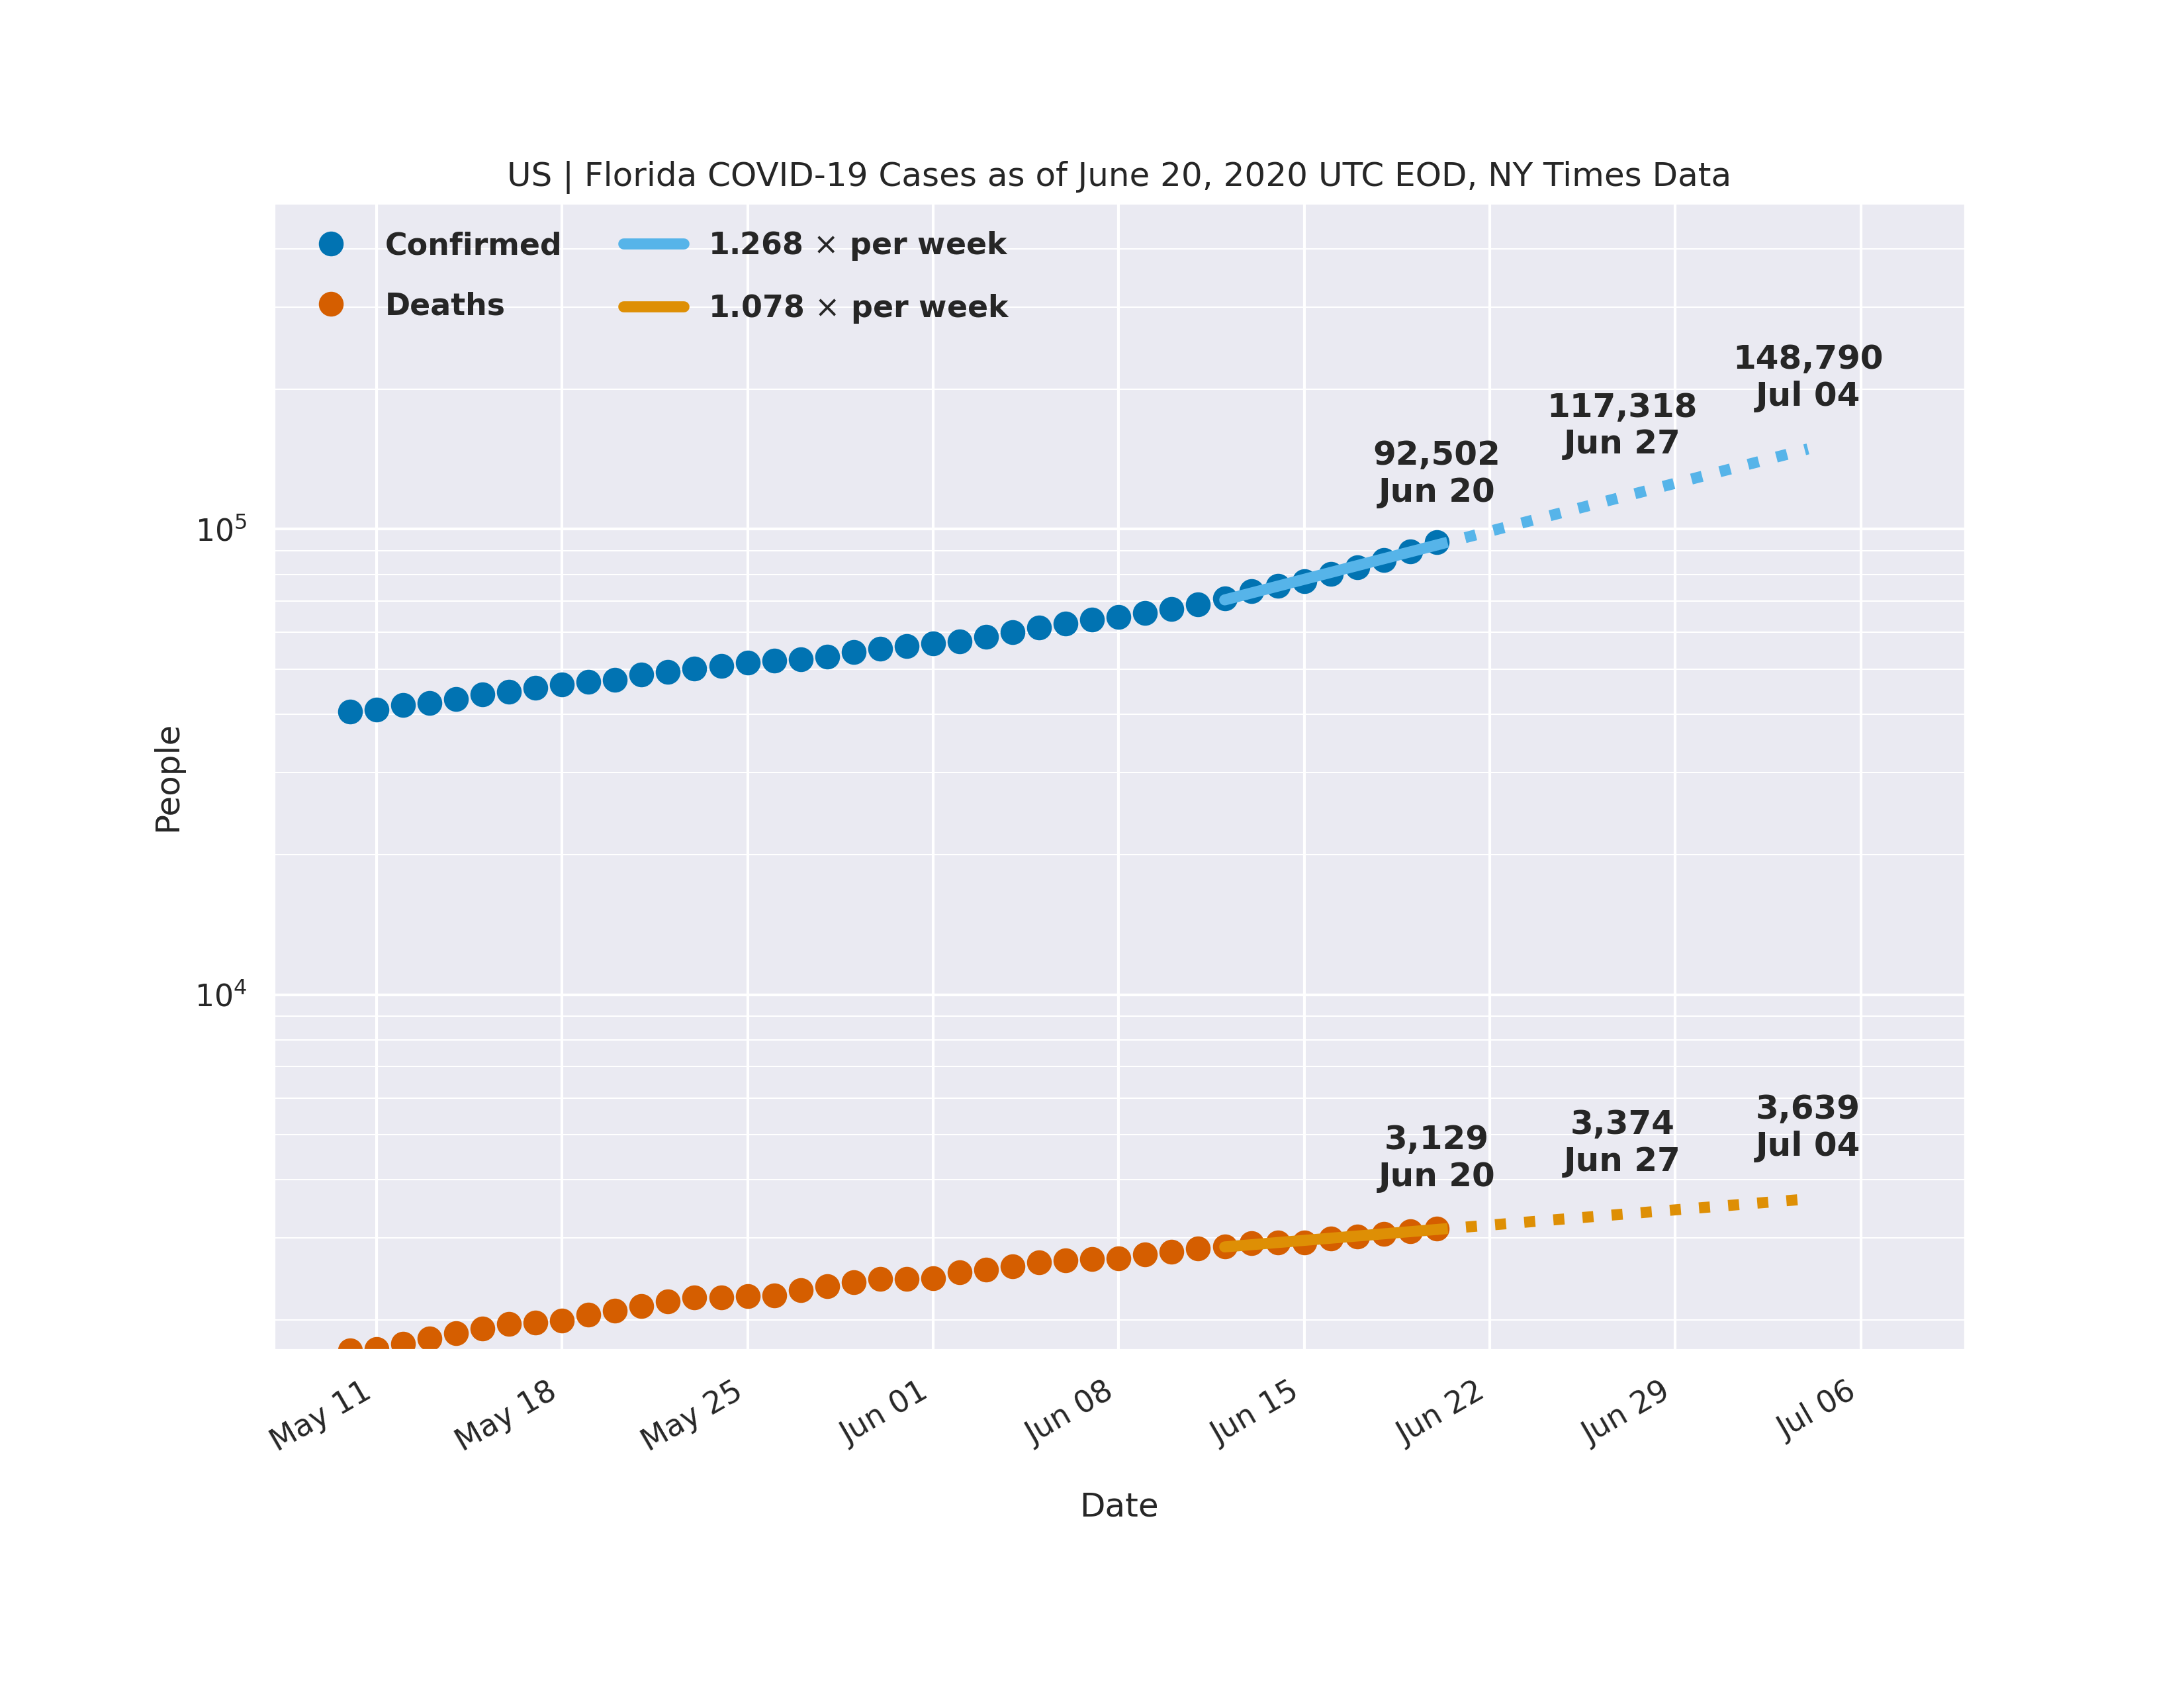 US | Florida COVID-19 Cases as of June 20, 2020 UTC EOD, NY Times Data
Confirmed
Deaths
1.268 × per week
1.078 × per week
148,790
Jul 04
117,318
Jun 27
92,502
Jun 20
10⁵
People
10⁴
3,639
Jul 04
3,374
Jun 27
3,129
Jun 20
May 11
May 18
May 25
Jun 01
Jun 08
Jun 15
Jun 22
Jun 29
Jul 06
Date